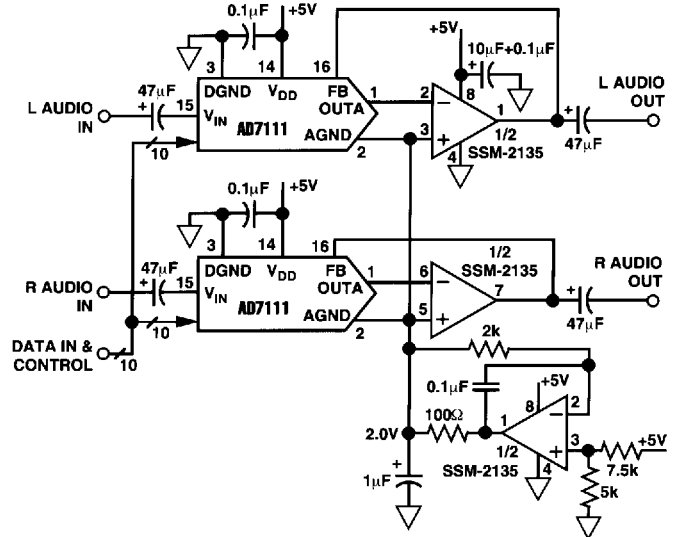 0.1μF
+5V
+5V
10μF+0.1μF
3
14
16
47μF
DGND
VDD
FB
OUTA
1
2
8
1
L AUDIO
IN
15
VIN
AD7111
AGND
2
3
4
1/2
SSM-2135
47μF
L AUDIO
OUT
10
0.1μF
+5V
3
14
16
47μF
DGND
VDD
FB
OUTA
1
6
1/2
SSM-2135
7
R AUDIO
IN
15
VIN
AD7111
AGND
2
5
47μF
R AUDIO
OUT
DATA IN &
CONTROL
10
10
2k
0.1μF
+5V
8
2
2.0V
100Ω
1
3
+5V
1/2
SSM-2135
4
7.5k
5k
1μF